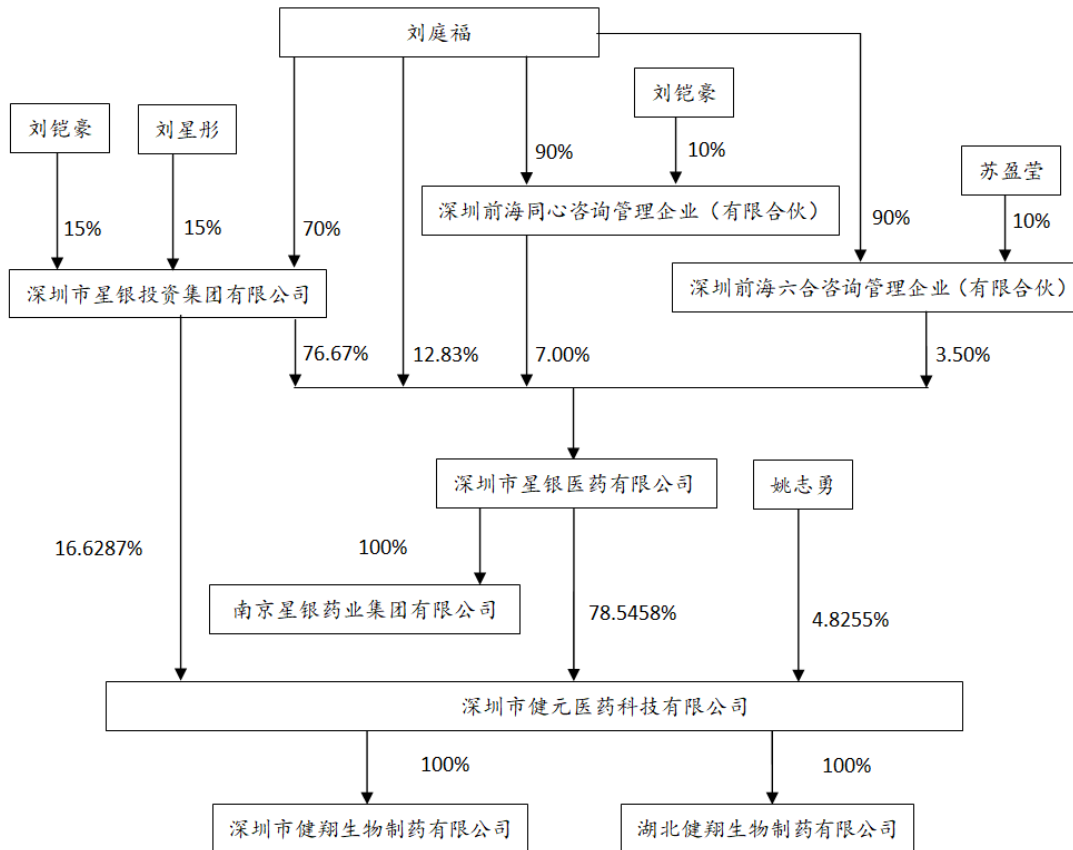 刘庭福
刘铠豪
刘铠豪
刘星彤
90%
10%
苏盈莹
深圳前海同心咨询管理企业（有限合伙）
15%
15%
70%
90%
10%
深圳市星银投资集团有限公司
深圳前海六合咨询管理企业（有限合伙）
76.67%
12.83%
7.00%
3.50%
深圳市星银医药有限公司
姚志勇
16.6287%
100%
南京星银药业集团有限公司
78.5458%
4.8255%
深圳市健元医药科技有限公司
100%
100%
深圳市健翔生物制药有限公司
湖北健翔生物制药有限公司